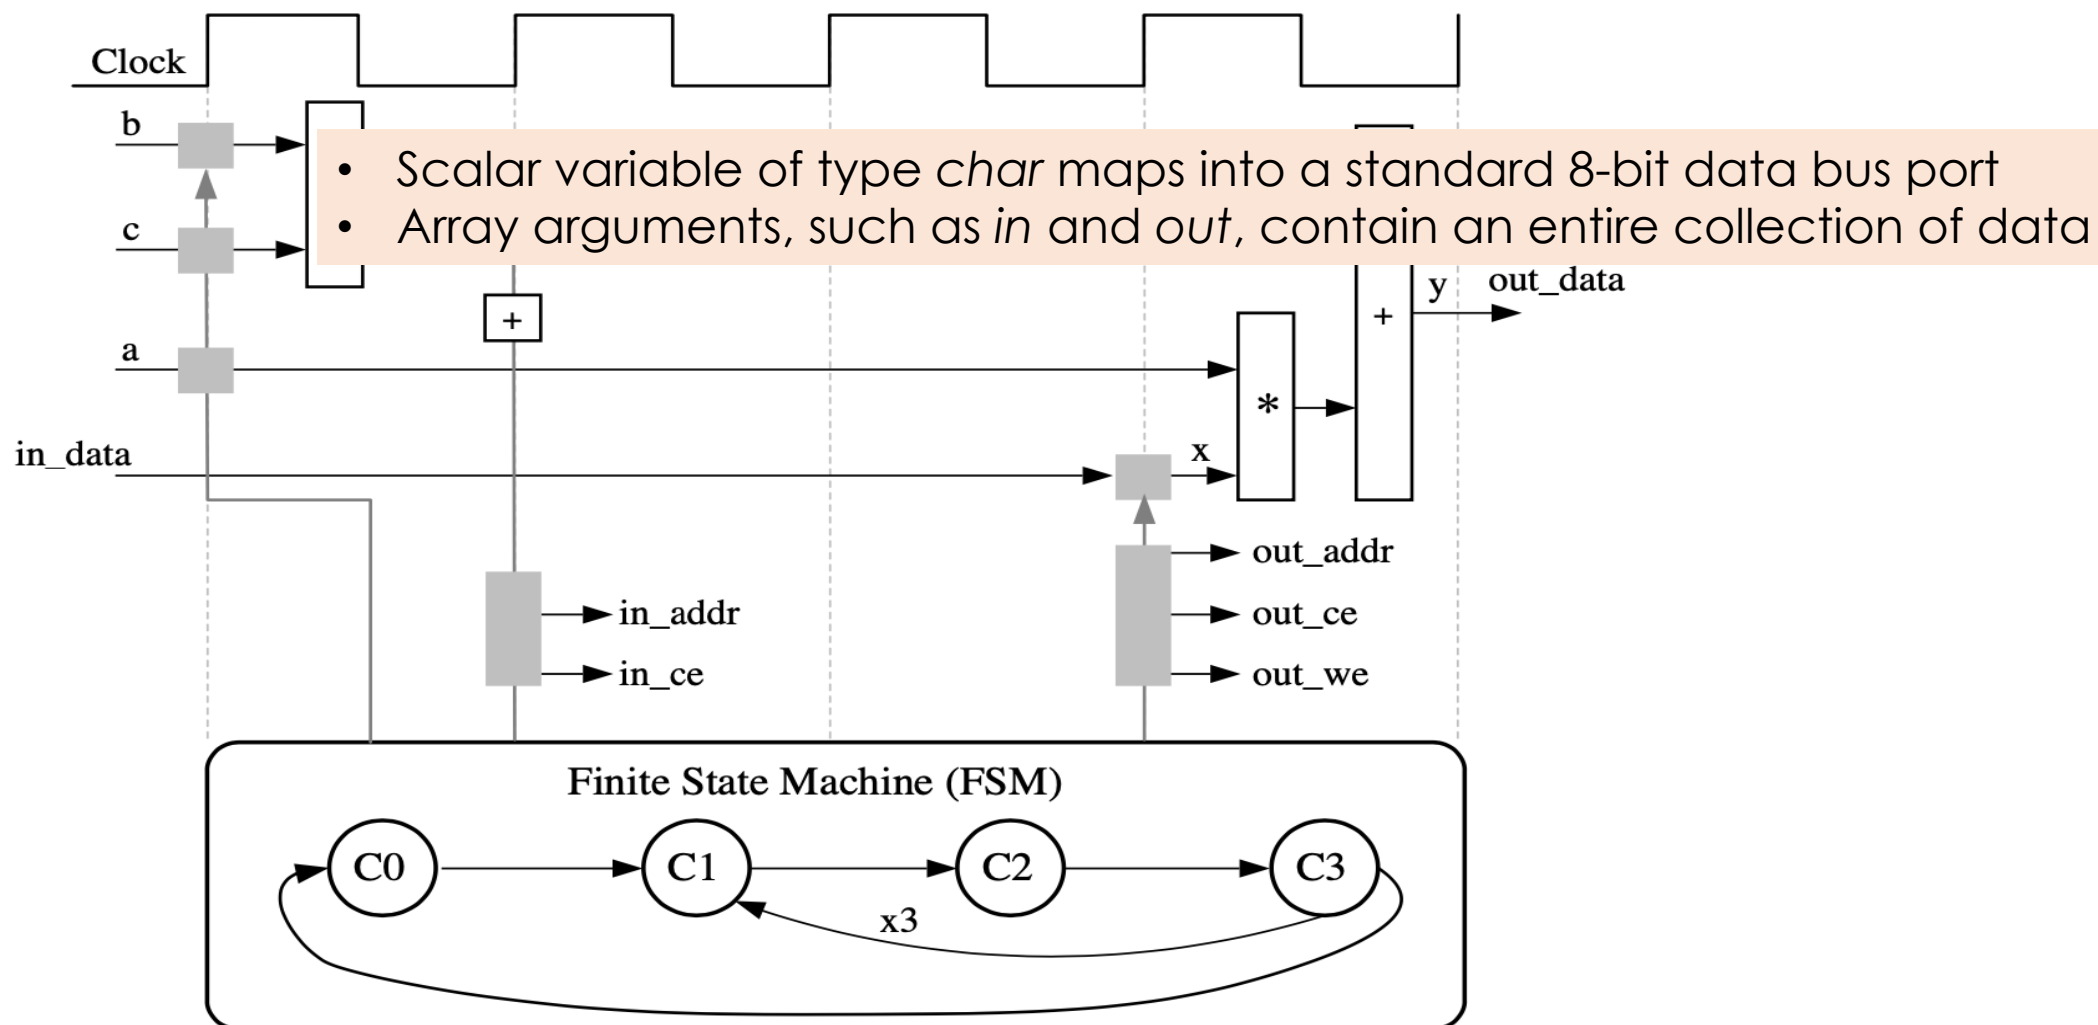 Clock
b
• Scalar variable of type char maps into a standard 8-bit data bus port
• Array arguments, such as in and out, contain an entire collection of data
c
y out_data
+
+
a
*
in_data
x
out_addr
in_addr
out_ce
in_ce
out_we
Finite State Machine (FSM)
C0 C1 C2 C3
x3